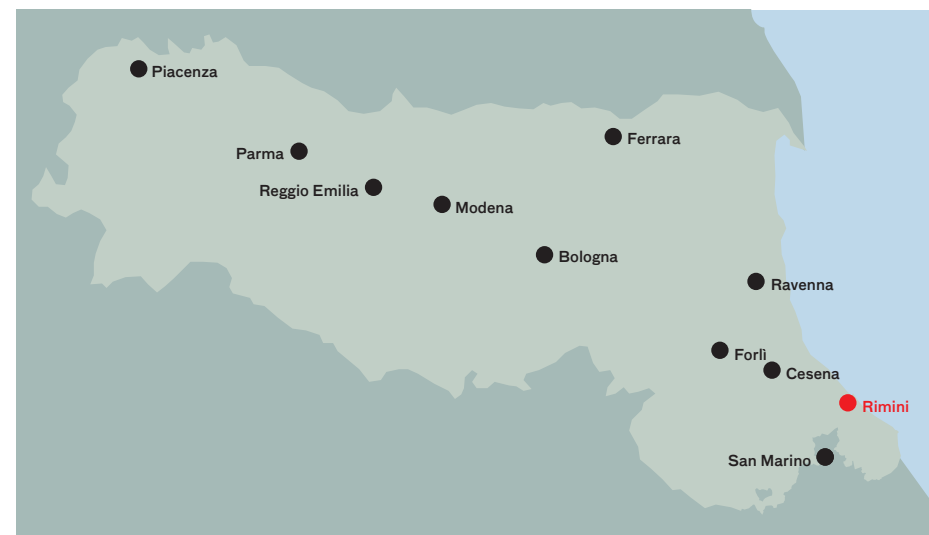 Piacenza
Ferrara
Parma
Reggio Emilia
Modena
Bologna
Ravenna
Forlì
Cesena
Rimini
San Marino